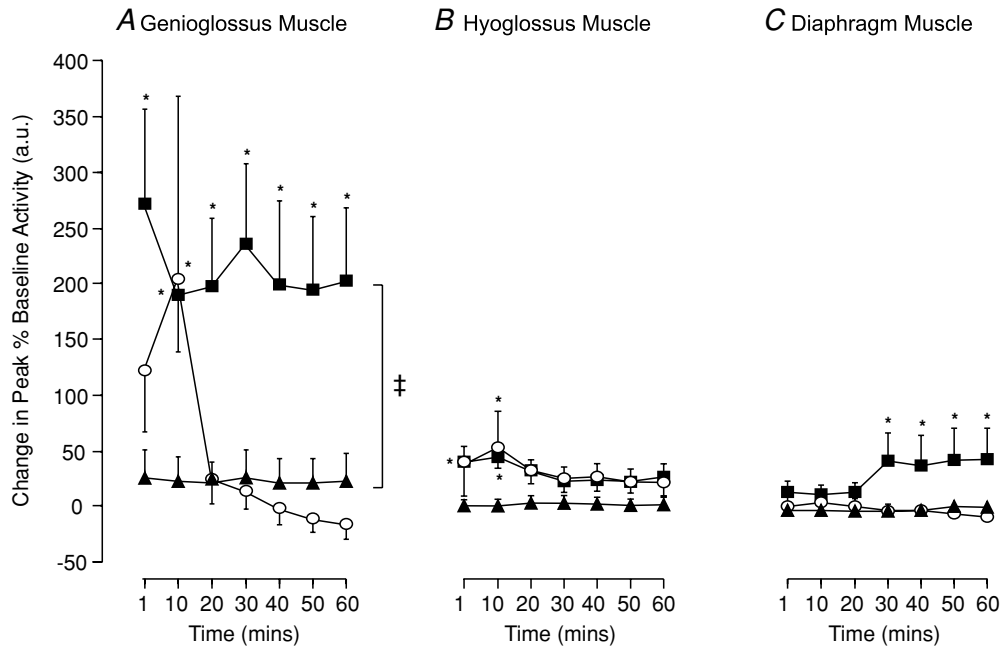 A Genioglossus Muscle
B Hyoglossus Muscle
C Diaphragm Muscle
Change in Peak % Baseline Activity (a.u.)
400
350
300
250
200
150
100
50
0
-50
* * * * * * * *
*
‡
* * *
* * * *
1 10 20 30 40 50 60
Time (mins)
1 10 20 30 40 50 60
Time (mins)
1 10 20 30 40 50 60
Time (mins)